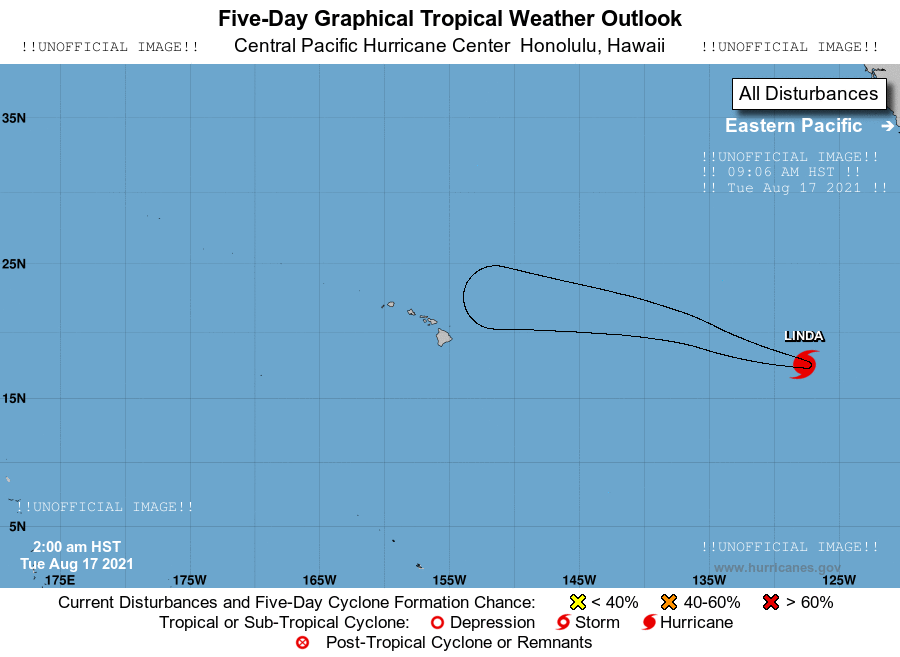 Five-Day Graphical Tropical Weather Outlook
!!UNOFFICIAL IMAGE!! Central Pacific Hurricane Center Honolulu, Hawaii !!UNOFFICIAL IMAGE!!
All Disturbances
35N
Eastern Pacific
!!UNOFFICIAL IMAGE!!
!! 09:06 AM HST !!
!! Tue Aug 17 2021 !!
25N
LINDA
15N
!!UNOFFICIAL IMAGE!!
5N
2:00 am HST
Tue Aug 17 2021
!!UNOFFICIAL IMAGE!!
www.hurricanes.gov
175E 175W 165W 155W 145W 135W 125W
Current Disturbances and Five-Day Cyclone Formation Chance: < 40% 40-60% > 60%
Tropical or Sub-Tropical Cyclone: Depression Storm Hurricane
Post-Tropical Cyclone or Remnants